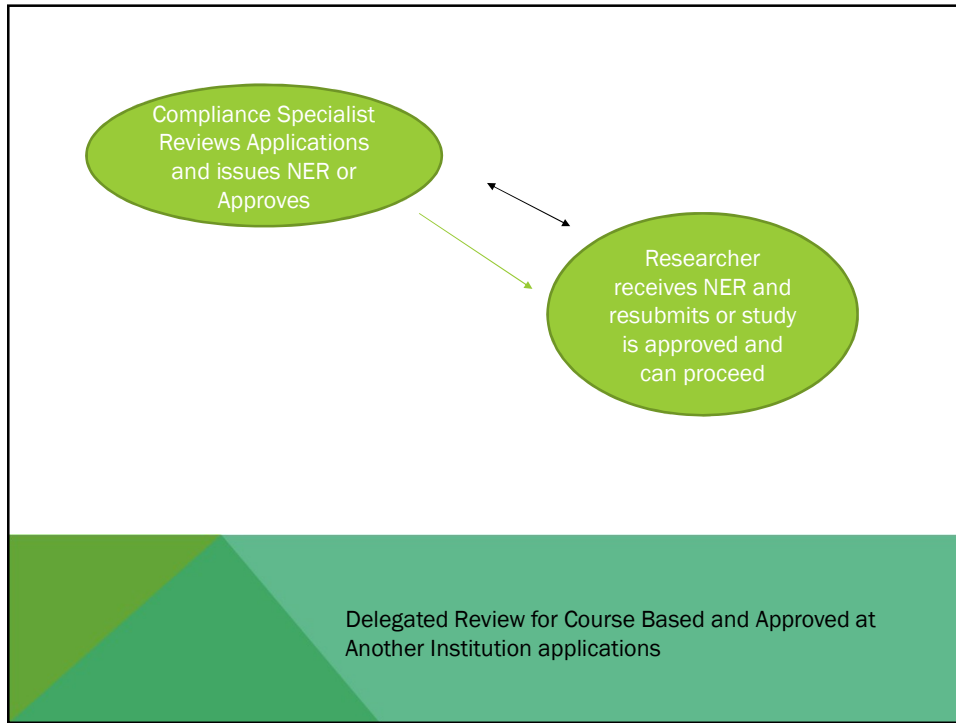 Compliance Specialist
Reviews Applications
and issues NER or
Approves
Researcher
receives NER and
resubmits or study
is approved and
can proceed
Delegated Review for Course Based and Approved at
Another Institution applications